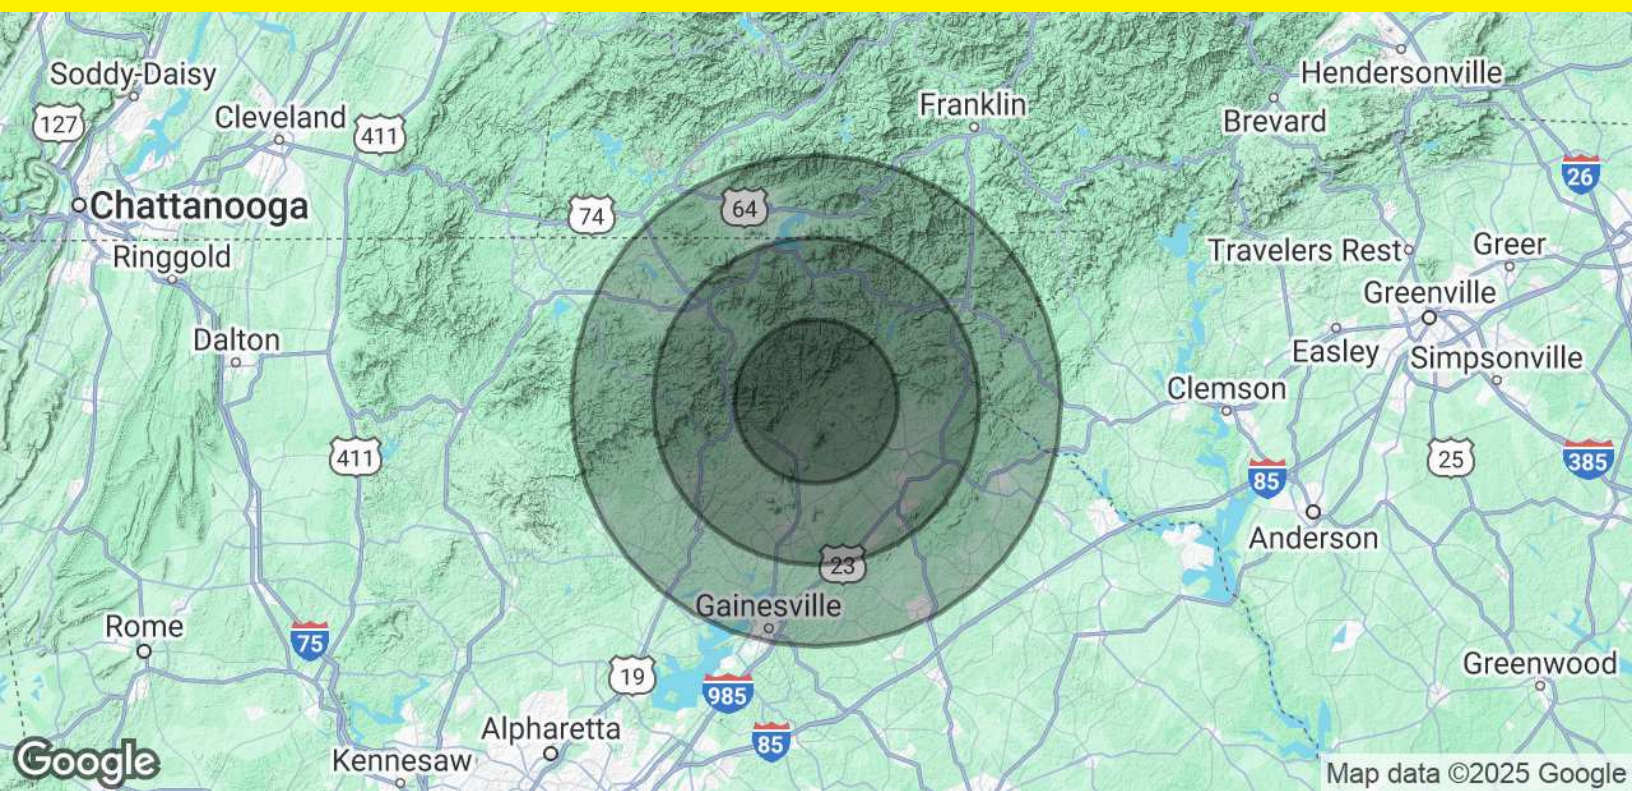 Soddy-Daisy
Hendersonville
Franklin
127
Cleveland
411
Brevard
26
Chattanooga
74
64
Ringgold
Travelers Rest
Greer
Greenville
Dalton
Easley
Simpsonville
Clemson
411
25
385
85
Anderson
23
Gainesville
Rome
75
19
985
Greenwood
Alpharetta
85
Kennesaw
Google
Map data ©2025 Google